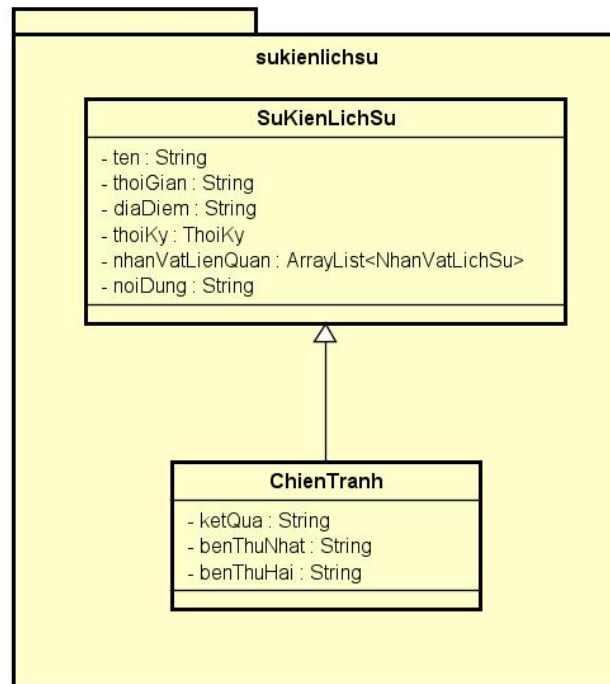 sukienlichsu
SuKienLichSu
- ten : String
- thoiGian : String
- diaDiem : String
- thoiKy : ThoiKy
- nhanVatLienQuan : ArrayList<NhanVatLichSu>
- noiDung : String
ChienTranh
- ketQua : String
- benThuNhat : String
- benThuHai : String